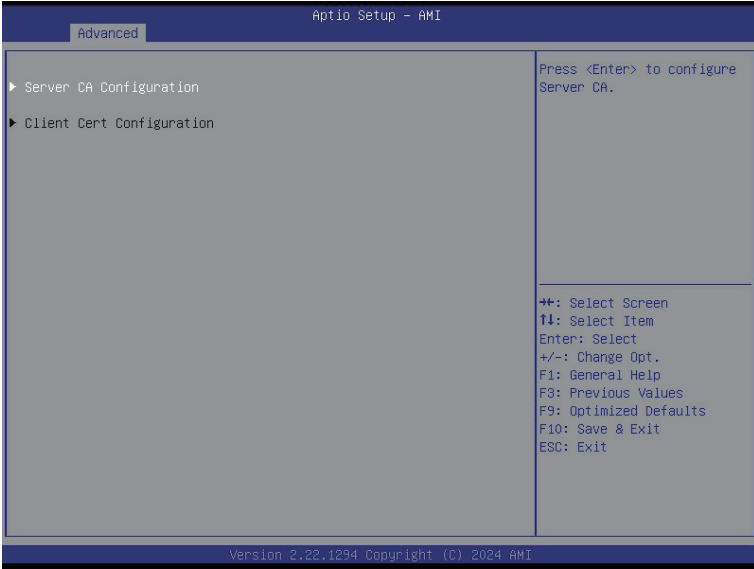 Aptio Setup – AMI
Advanced
▶ Server CA Configuration
▶ Client Cert Configuration
Press <Enter> to configure
Server CA.
→←: Select Screen
↑↓: Select Item
Enter: Select
+/-: Change Opt.
F1: General Help
F3: Previous Values
F9: Optimized Defaults
F10: Save & Exit
ESC: Exit
Version 2.22.1294 Copyright (C) 2024 AMI